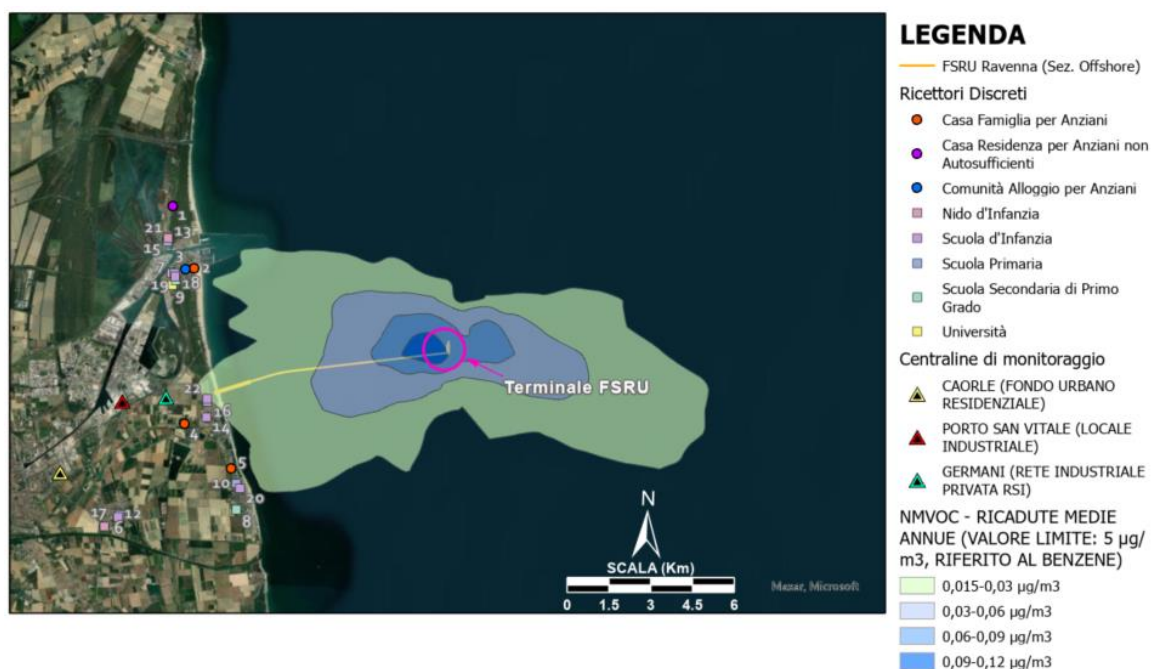 LEGENDA
FSRU Ravenna (Sez. Offshore)
Ricettori Discreti
Casa Famiglia per Anziani
Casa Residenza per Anziani non
Autosufficienti
Comunità Alloggio per Anziani
Nido d'Infanzia
Scuola d'Infanzia
Scuola Primaria
Scuola Secondaria di Primo
Grado
Università
Centraline di monitoraggio
CAORLE (FONDO URBANO
RESIDENZIALE)
PORTO SAN VITALE (LOCALE
INDUSTRIALE)
GERMANI (RETE INDUSTRIALE
PRIVATA RSI)
NMVOC - RICADUTE MEDIE
ANNUE (VALORE LIMITE: 5 µg/
m3, RIFERITO AL BENZENE)
0,015-0,03 µg/m3
0,03-0,06 µg/m3
0,06-0,09 µg/m3
0,09-0,12 µg/m3
1
21 13
15
3
7 2
19 18
9
22
16
14
4
5
10
20
8
17 12
6
Terminale FSRU
N
SCALA (Km)
0 1.5 3 4.5 6
Maxar, Microsoft